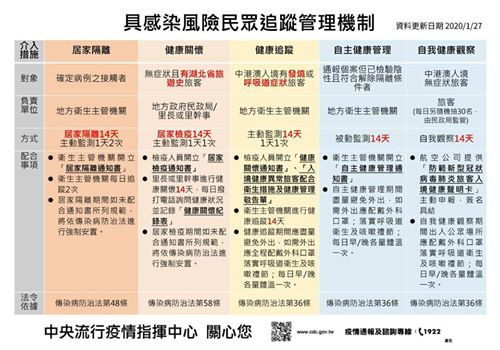 具感染風險民眾追蹤管理機制
資料更新日期 2020/1/27
介入措施
居家隔離
健康關懷
健康追蹤
自主健康管理
自我健康觀察
對象
確定病例之接觸者
無症狀且有湖北省旅遊史旅客
中港澳入境有發燒或呼吸道症狀旅客
通報個案但已檢驗陰性且符合解除隔離條件者
中港澳入境
無症狀旅客
負責單位
地方衛生主管機關
地方政府民政局/
里長或里幹事
地方衛生主管機關
地方衛生主管機關
旅客
(每日另隨機抽30名，
由民政局監管)
方式
居家隔離14天
主動監測1天2次
居家檢疫14天
主動監測1天1次
主動監測14天
1天1次
被動監測14天
自我觀察14天
配合事項
● 衛生主管機關開立
「居家隔離通知書」
● 衛生主管機關每日追
蹤2次
● 居家隔離期間如未配
合通知書所列規範，
將依傳染病防治法進
行強制安置。
● 檢疫人員開立「居家
檢疫通知書」
● 里長或里幹事進行健
康關懷14天，每日撥
打電話詢問健康狀況
並記錄「健康關懷紀
錄表」
● 居家檢疫期間如未配
合通知書所列規範，
將依傳染病防治法進
行強制安置。
● 檢疫人員開立「健康
關懷通知書」、「入
境健康異常旅客配合
衛生措施及健康管理
敬告單」
● 衛生主管機關進行健
康追蹤14天
● 健康追蹤期間應盡量
避免外出，如需外出
應全程配戴外科口
罩；落實呼吸道衛生及
咳嗽禮節；每日早/晚
各量體溫一次。
● 衛生主管機關開立
「自主健康管理通知
書」
● 自主健康管理期間
盡量避免外出，如
需外出應配戴外科
口罩；落實呼吸道
衛生及咳嗽禮節；
每日早/晚量體溫一
次。
● 航空公司提供
「防範新型冠狀
病毒肺炎旅客入
境健康聲明卡」
● 主動申報，簽名
具結
● 自我健康觀察期
間出入公眾場所
應配戴外科口罩；
落實呼吸道衛生
及咳嗽禮節；每
日早/晚量體溫一
次。
法令依據
傳染病防治法第48條
傳染病防治法第58條
傳染病防治法第36條
傳染病防治法第36條
傳染病防治法第36條
中央流行疫情指揮中心 關心您
www.cdc.gov.tw
疫情通報及諮詢專線：1922